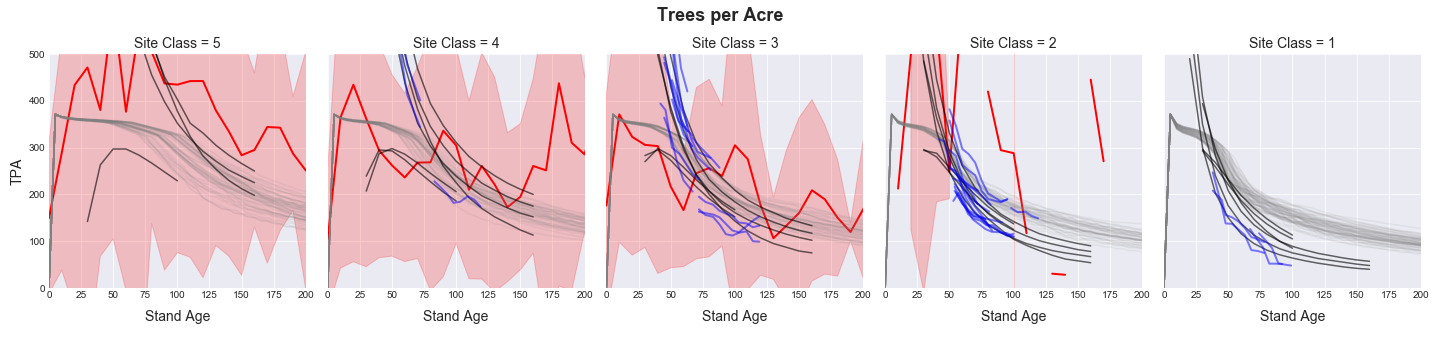 Trees per Acre
Site Class = 5
Site Class = 4
Site Class = 3
Site Class = 2
Site Class = 1
500
400
300
200
100
0
TPA
0 25 50 75 100 125 150 175 200
0 25 50 75 100 125 150 175 200
0 25 50 75 100 125 150 175 200
0 25 50 75 100 125 150 175 200
0 25 50 75 100 125 150 175 200
Stand Age
Stand Age
Stand Age
Stand Age
Stand Age